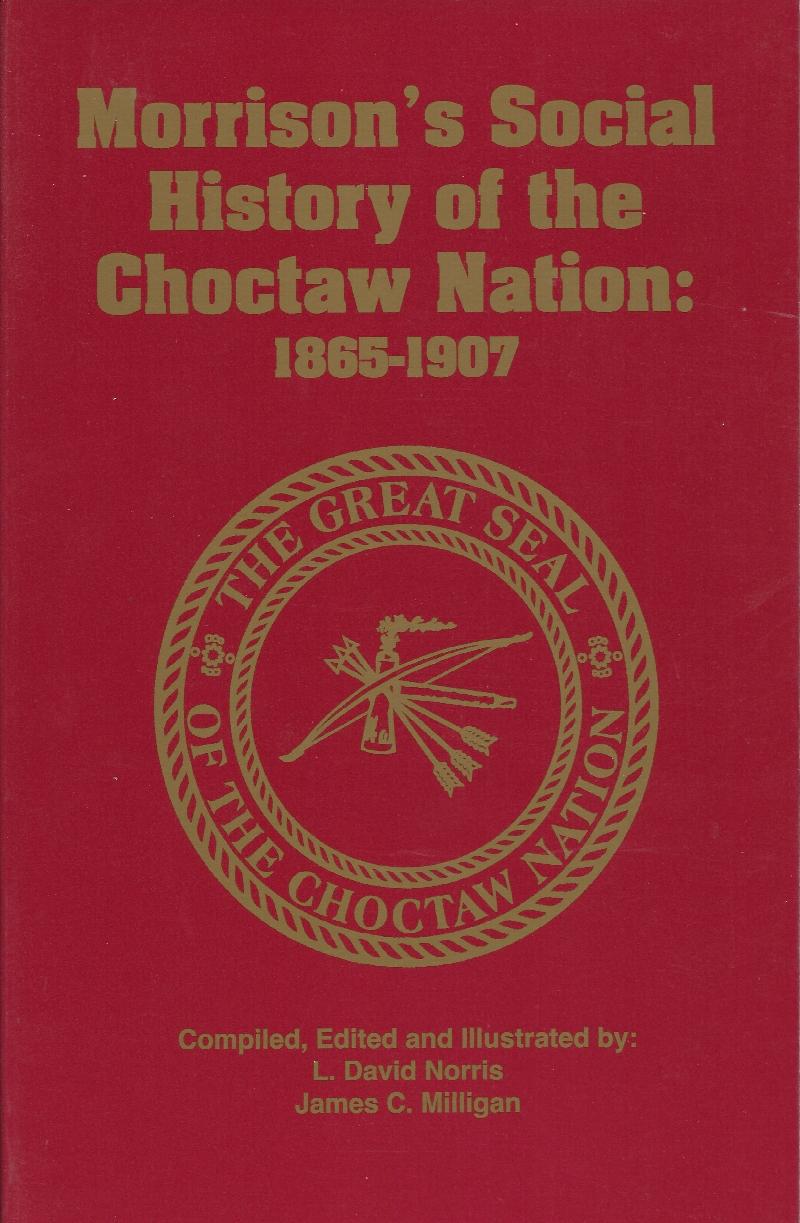 Morrison's Social
History of the
Choctaw Nation:
1865-1907
THE GREAT SEAL
OF THE CHOCTAW NATION
Compiled, Edited and Illustrated by:
L. David Norris
James C. Milligan